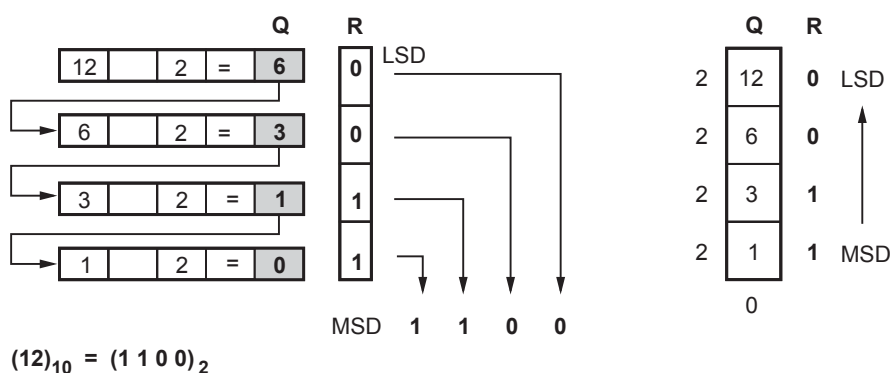 Q R
12 2 = 6 0 LSD
6 2 = 3 0
3 2 = 1 1
1 2 = 0 1
MSD 1 1 0 0
(12)10 = (1 1 0 0)2
Q R
2 12 0 LSD
2 6 0
2 3 1
2 1 1 MSD
0